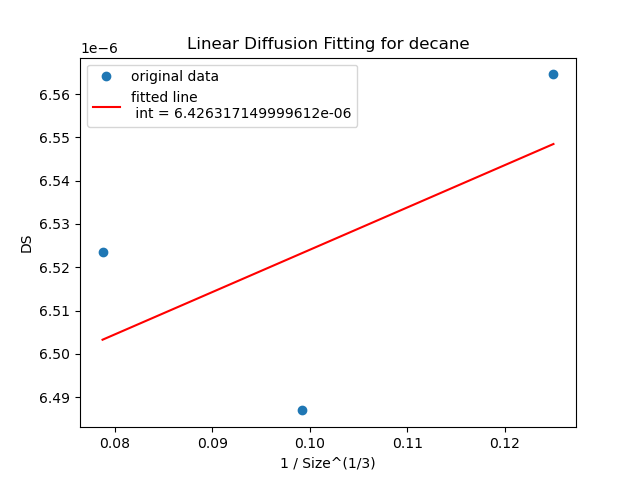 Linear Diffusion Fitting for decane
1e−6
original data
fitted line
int = 6.426317149999612e-06
6.56
6.55
6.54
6.53
6.52
6.51
6.50
6.49
DS
0.08
0.09
0.10
0.11
0.12
1 / Size^(1/3)